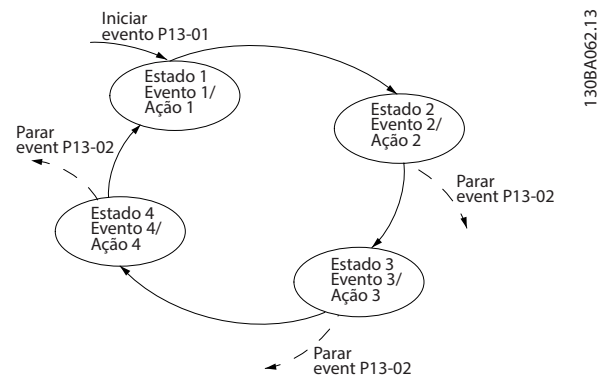 Iniciar
evento P13-01
130BA062.13
Estado 1
Evento 1/
Ação 1
Estado 2
Evento 2/
Ação 2
Parar
event P13-02
Parar
event P13-02
Estado 4
Evento 4/
Ação 4
Estado 3
Evento 3/
Ação 3
Parar
event P13-02